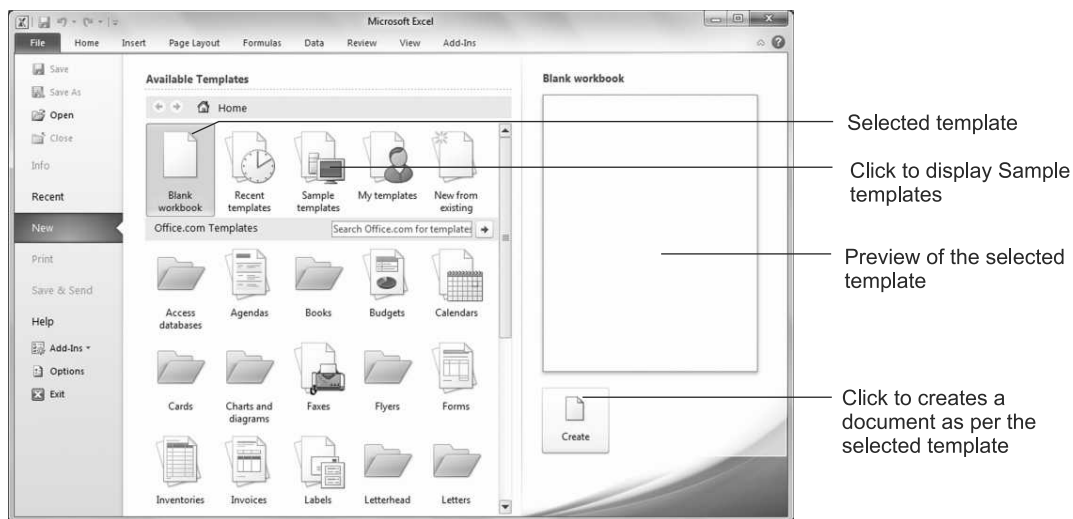 Microsoft Excel
File Home Insert Page Layout Formulas Data Review View Add-Ins
Save
Save As
Open
Close
Info
Recent
New
Print
Save & Send
Help
Add-Ins
Options
Exit
Available Templates
Home
Blank
workbook
Recent
templates
Sample
templates
My templates
New from
existing
Office.com Templates
Search Office.com for templates
Access
databases
Agendas
Books
Budgets
Calendars
Cards
Charts and
diagrams
Faxes
Flyers
Forms
Inventories
Invoices
Labels
Letterhead
Letters
Blank workbook
Create
Selected template
Click to display Sample
templates
Preview of the selected
template
Click to creates a
document as per the
selected template